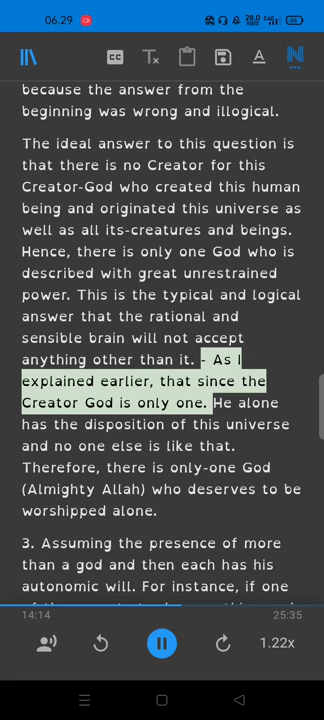 06.29
28.0
KB/S
66
CC
A
N
because the answer from the
beginning was wrong and illogical.
The ideal answer to this question is
that there is no Creator for this
Creator-God who created this human
being and originated this universe as
well as all its-creatures and beings.
Hence, there is only one God who is
described with great unrestrained
power. This is the typical and logical
answer that the rational and
sensible brain will not accept
anything other than it. - As I
explained earlier, that since the
Creator God is only one. He alone
has the disposition of this universe
and no one else is like that.
Therefore, there is only-one God
(Almighty Allah) who deserves to be
worshipped alone.
3. Assuming the presence of more
than a god and then each has his
autonomic will. For instance, if one
14:14
25:35
1.22x